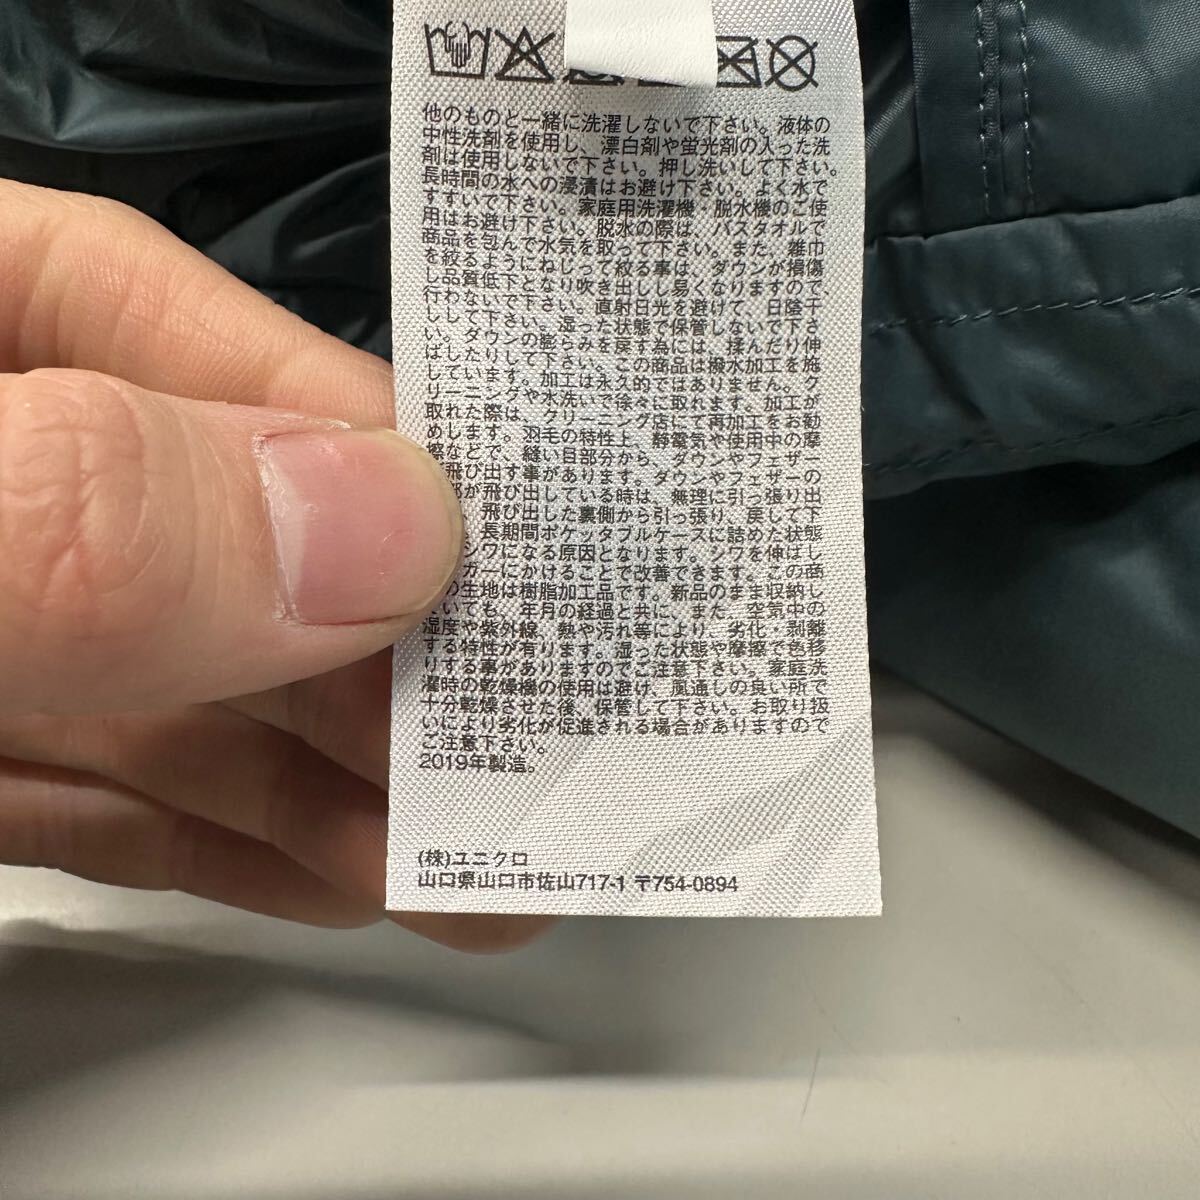 他のものと一緒に洗濯しないで下さい。液体の
中性洗剤を使用し、漂白剤や蛍光剤の入った洗
剤は使用しないで下さい。押し洗いして下さい。
長時間の水への浸漬はお避け下さい。よく水で
すすいで下さい。家庭用洗濯機・脱水機のご使
用はお避け下さい。脱水の際は、バスタオルで
商品を包んで水気を取って下さい。また、雑巾
を絞るようにねじって絞る事は、ダウンが損傷
し品質低下となり、吹き出し易くなりますので、
行わないで下さい。直射日光を避けて、日陰干
しして下さい。湿った状態で保管しないで下さ
い。ダウンの膨らみを戻す為には、揉んだり伸
ばしたりして下さい。この商品は撥水加工を施
しています。加工は永久的ではありません。ク
リーニングや水洗いで徐々に取れます。加工が
取れた際は、クリーニング店にて再加工をお勧
めします。羽毛の特性上、静電気や使用中の摩
擦などで、縫い目部分から、ダウンやフェザー
が飛び出す事があります。ダウンやフェザーの
部が飛び出している時は、無理に引っ張り出
飛び出した裏側から引っ張り、戻して下
長期間ポケッタブルケースに詰めた状態
シワになる原因となります。シワを伸ばし
ガーにかけることで改善できます。この商
の生地は樹脂加工品です。新品のまま収納し
ていても、年月の経過と共に、また、空気中の
湿度や紫外線、熱や汚れ等により、劣化・剥離
する特性が有ります。湿った状態や摩擦で色移
りする事がありますのでご注意下さい。家庭洗
濯時の乾燥機の使用は避け、風通しの良い所で
十分乾燥させた後、保管して下さい。お取り扱
いにより劣化が促進される場合がありますので
ご注意下さい。
2019年製造。
(株)ユニクロ
山口県山口市佐山717-1 〒754-0894